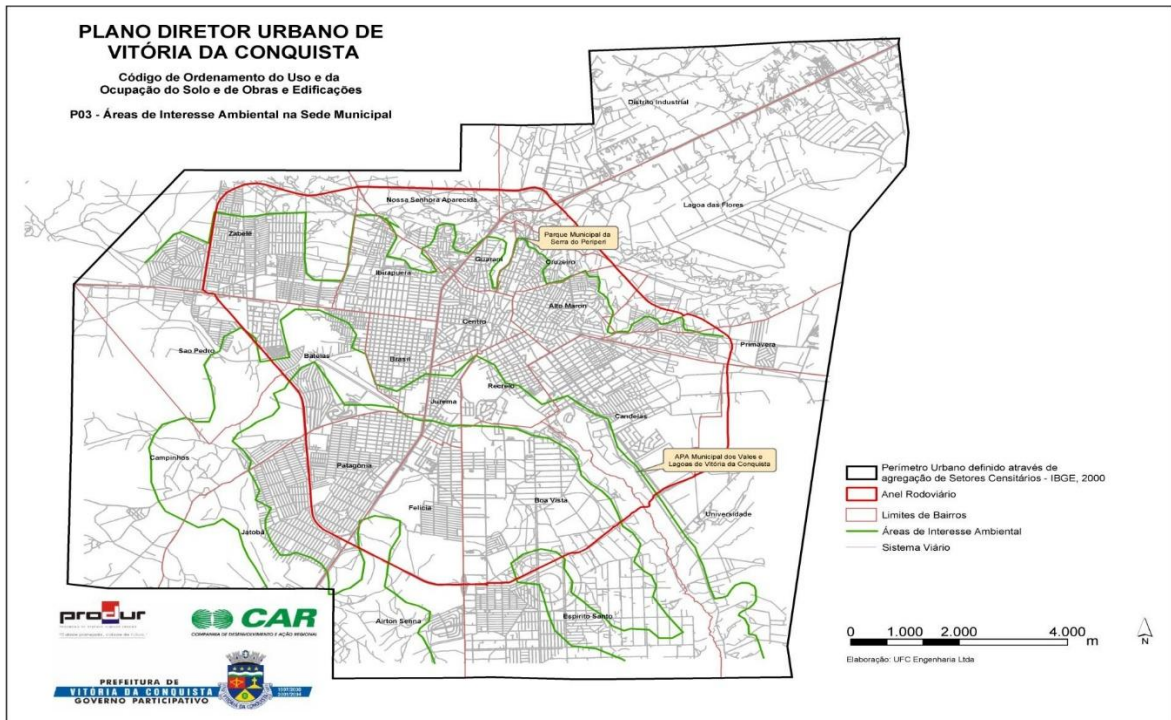 PLANO DIRETOR URBANO DE
VITÓRIA DA CONQUISTA
Código de Ordenamento do Uso e da
Ocupação do Solo e de Obras e Edificações
P03 - Áreas de Interesse Ambiental na Sede Municipal
Distrito Industrial
Nossa Senhora Aparecida
Lagoa das Flores
Zabelê
Parque Municipal da
Serra do Periperi
Guarani
Cruzeiro
Ibirapuera
Alto Maron
Centro
Primavera
Sao Pedro
Bateias
Brasil
Recreio
Jurema
Candeias
Campinhos
Patagônia
APA Municipal dos Vales e
Lagoas de Vitória da Conquista
Boa Vista
Felícia
Universidade
Jatobá
Airton Senna
Espirito Santo
Perímetro Urbano definido através de
agregação de Setores Censitários - IBGE, 2000
Anel Rodoviário
Limites de Bairros
Áreas de Interesse Ambiental
Sistema Viário
0 1.000 2.000 4.000
m
N
Elaboração: UFC Engenharia Ltda
produr
CAR
COMPANHIA DE DESENVOLVIMENTO E AÇÃO REGIONAL
PREFEITURA DE
VITÓRIA DA CONQUISTA
GOVERNO PARTICIPATIVO